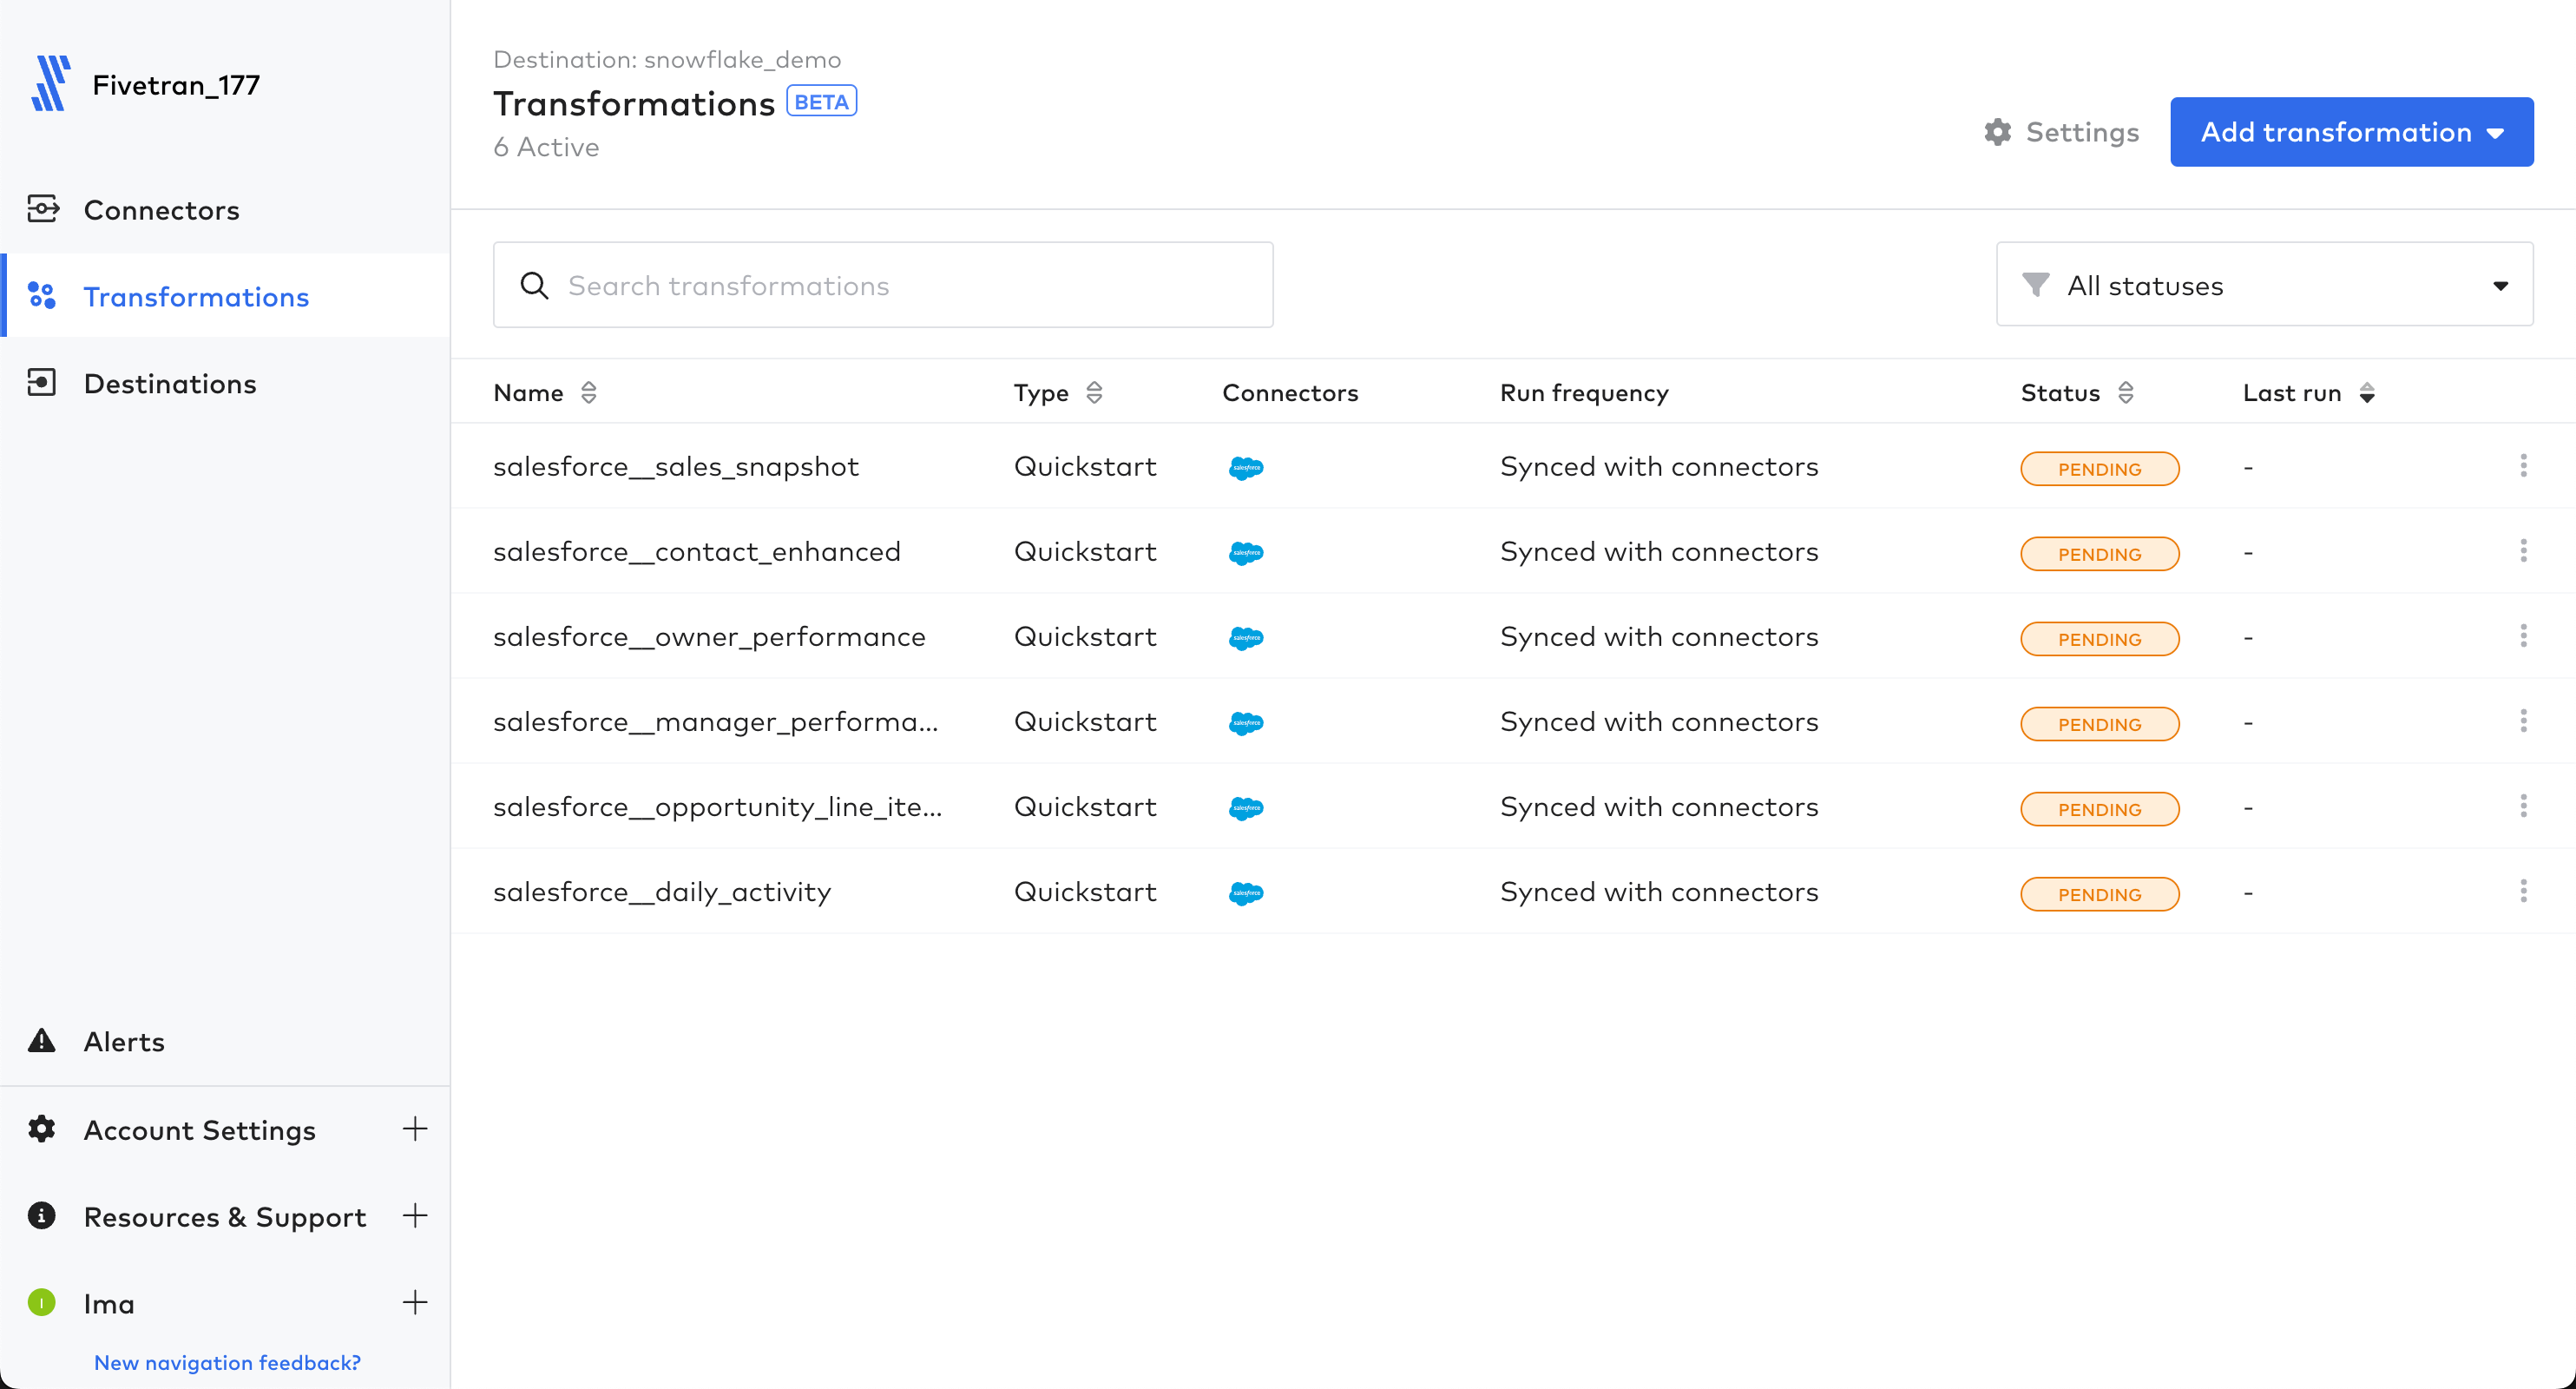 Fivetran_177
Connectors
Transformations
Destinations
Alerts
Account Settings
Resources & Support
I
Ima
New navigation feedback?
Destination: snowflake_demo
Transformations BETA
6 Active
Settings
Add transformation
Search transformations
All statuses
Name Type Connectors Run frequency Status Last run
salesforce__sales_snapshot Quickstart salesforce Synced with connectors PENDING -
salesforce__contact_enhanced Quickstart salesforce Synced with connectors PENDING -
salesforce__owner_performance Quickstart salesforce Synced with connectors PENDING -
salesforce__manager_performa... Quickstart salesforce Synced with connectors PENDING -
salesforce__opportunity_line_ite... Quickstart salesforce Synced with connectors PENDING -
salesforce__daily_activity Quickstart salesforce Synced with connectors PENDING -